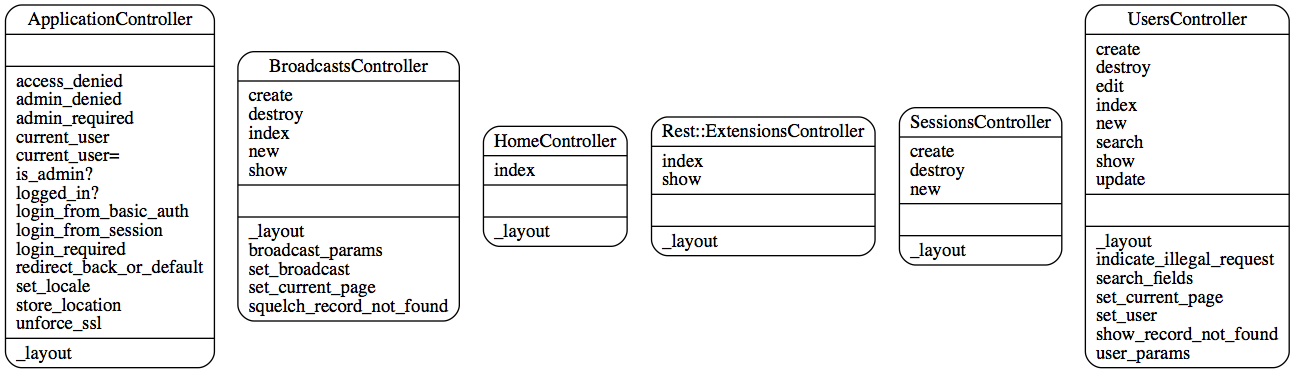 ApplicationController
access_denied
admin_denied
admin_required
current_user
current_user=
is_admin?
logged_in?
login_from_basic_auth
login_from_session
login_required
redirect_back_or_default
set_locale
store_location
unforce_ssl
_layout
BroadcastsController
create
destroy
index
new
show
_layout
broadcast_params
set_broadcast
set_current_page
squelch_record_not_found
HomeController
index
_layout
Rest::ExtensionsController
index
show
_layout
SessionsController
create
destroy
new
_layout
UsersController
create
destroy
edit
index
new
search
show
update
_layout
indicate_illegal_request
search_fields
set_current_page
set_user
show_record_not_found
user_params